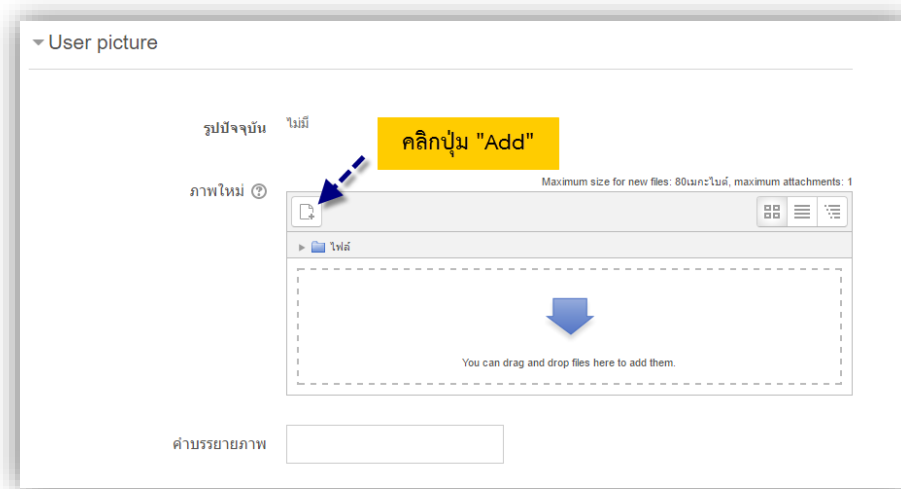 User picture
รูปปัจจุบัน ไม่มี
คลิกปุ่ม "Add"
ภาพใหม่
Maximum size for new files: 80เมกะไบต์, maximum attachments: 1
ไฟล์
You can drag and drop files here to add them.
คำบรรยายภาพ